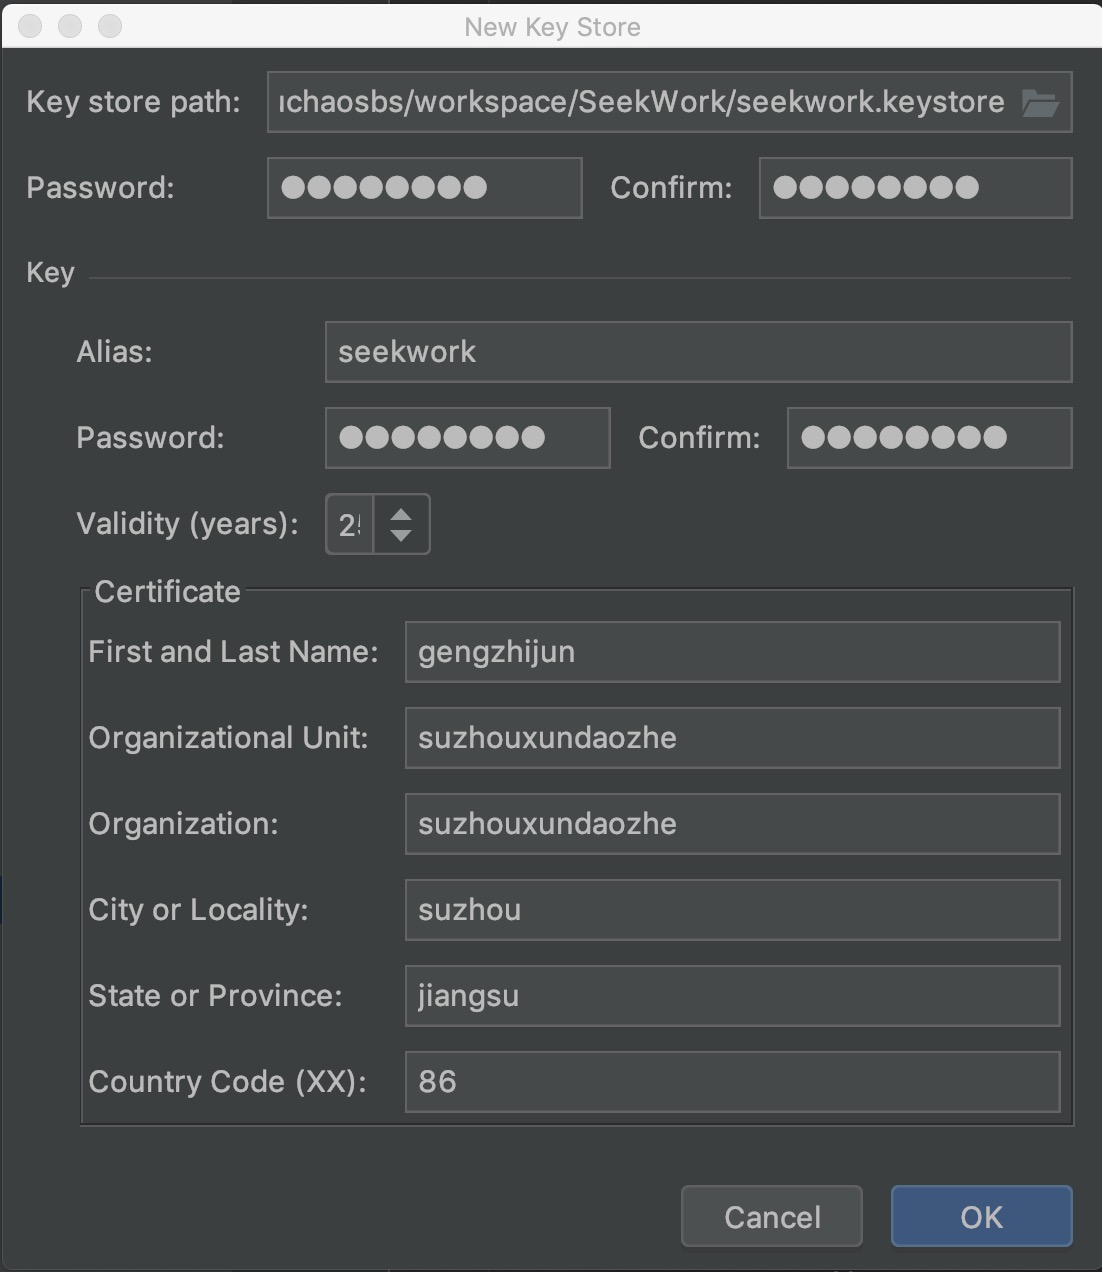 New Key Store
Key store path: ıchaosbs/workspace/SeekWork/seekwork.keystore
Password: ●●●●●●●● Confirm: ●●●●●●●●
Key
Alias: seekwork
Password: ●●●●●●●● Confirm: ●●●●●●●●
Validity (years):
Certificate
First and Last Name: gengzhijun
Organizational Unit: suzhouxundaozhe
Organization: suzhouxundaozhe
City or Locality: suzhou
State or Province: jiangsu
Country Code (XX): 86
Cancel OK